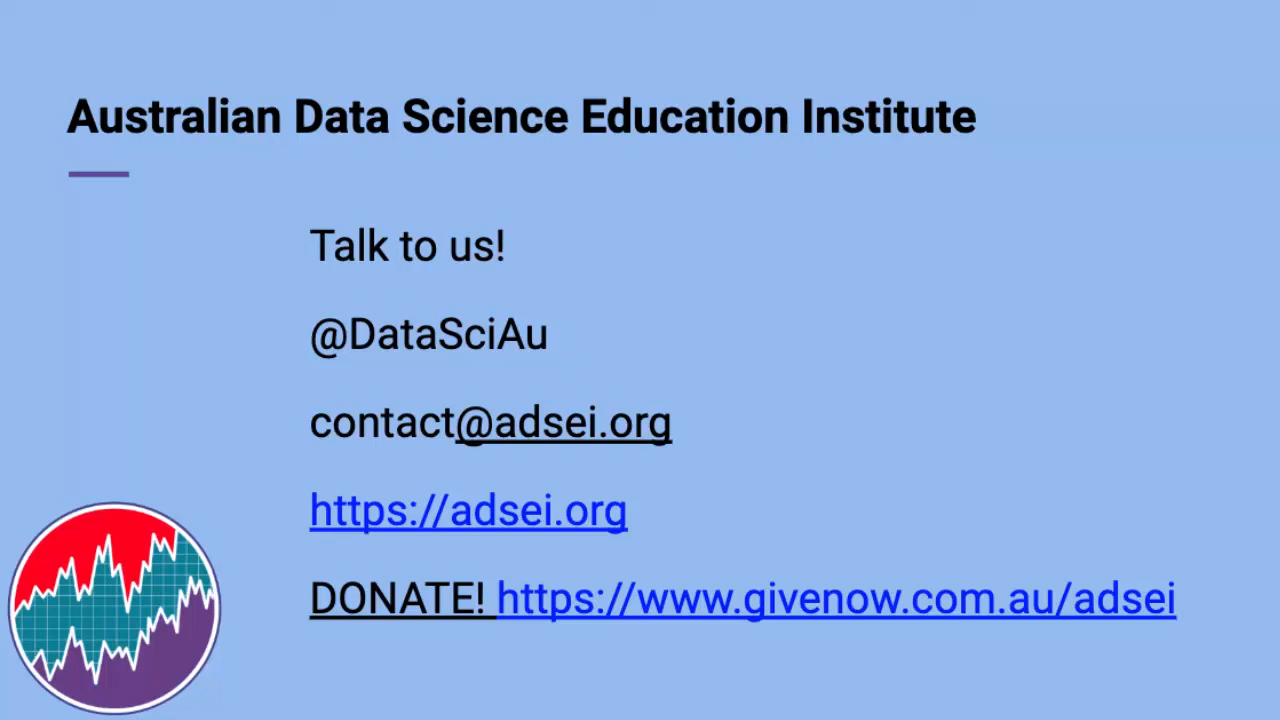 Australian Data Science Education Institute
Talk to us!
@DataSciAu
contact@adsei.org
https://adsei.org
DONATE! https://www.givenow.com.au/adsei